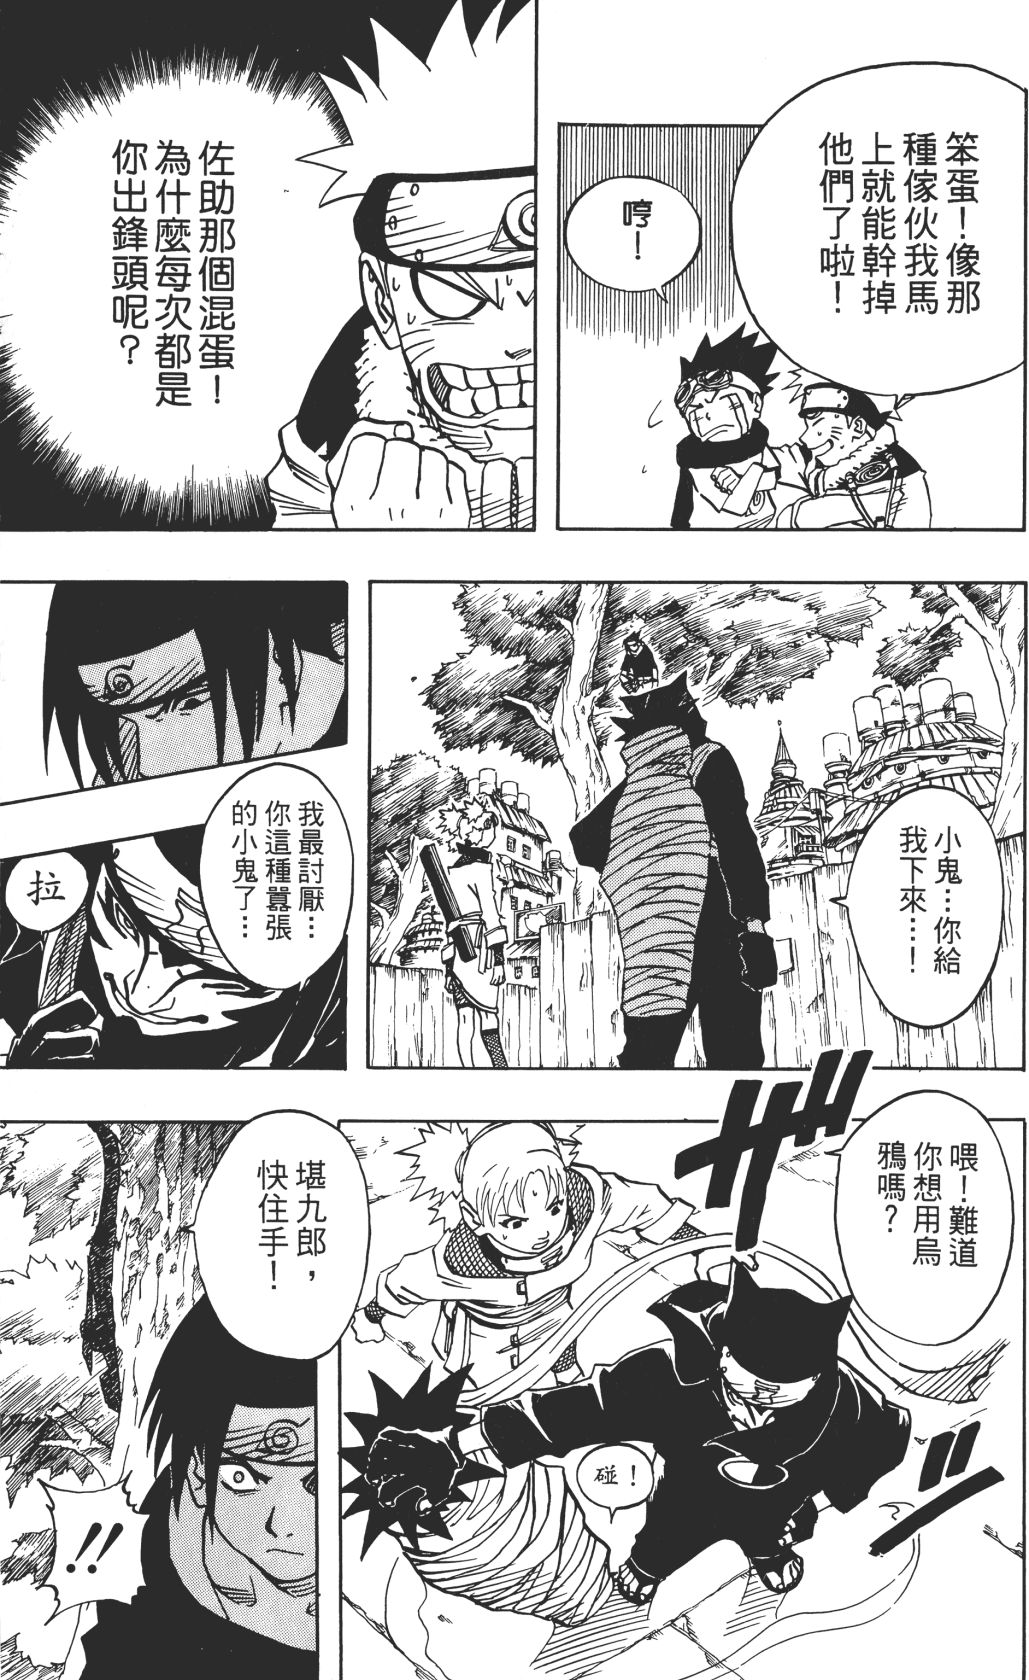 笨蛋！像那
種傢伙我馬
上就能幹掉
他們了啦！
哼！
佐助那個混蛋！
為什麼每次都是
你出鋒頭呢？
小鬼…你給
我下來…！
我最討厭…
你這種囂張
的小鬼了…
拉
喂！難道
你想用烏
鴉嗎？
碰！
堪九郎，
快住手！
!!